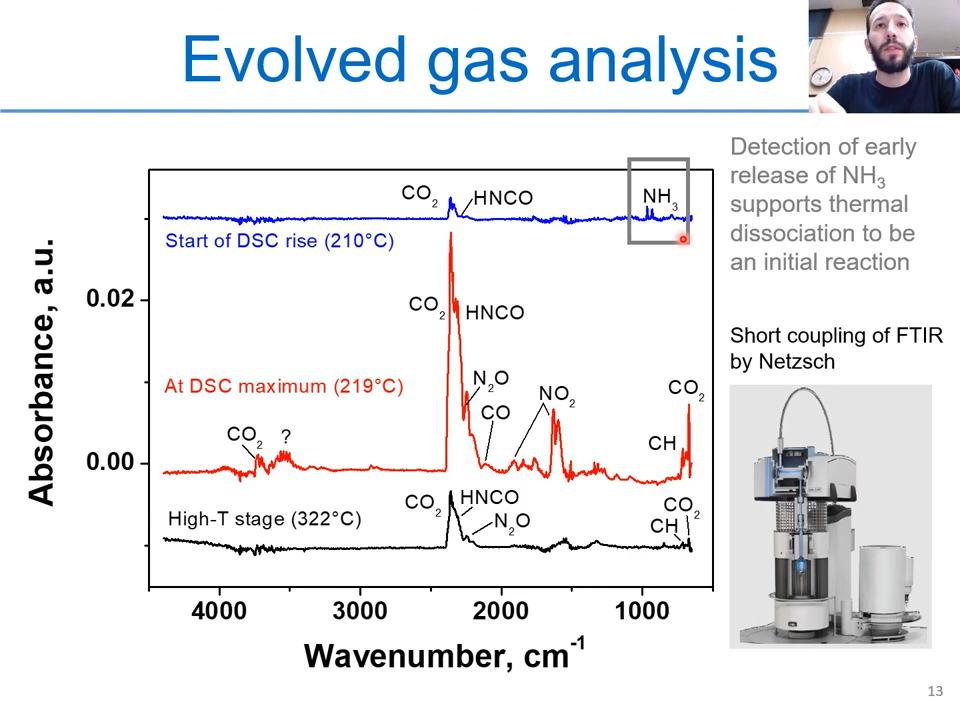 Evolved gas analysis
Detection of early
release of NH3
supports thermal
dissociation to be
an initial reaction
Short coupling of FTIR
by Netzsch
Absorbance, a.u.
0.02
0.00
CO2
HNCO
NH3
Start of DSC rise (210°C)
CO2
HNCO
At DSC maximum (219°C)
N2O
CO
NO2
CO2
CO2
?
CH
CO2
HNCO
High-T stage (322°C)
N2O
CO2
CH
4000
3000
2000
1000
Wavenumber, cm-1
13